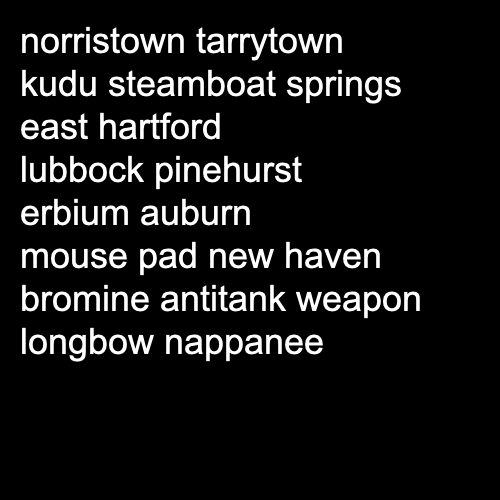 norristown tarrytown
kudu steamboat springs
east hartford
lubbock pinehurst
erbium auburn
mouse pad new haven
bromine antitank weapon
longbow nappanee